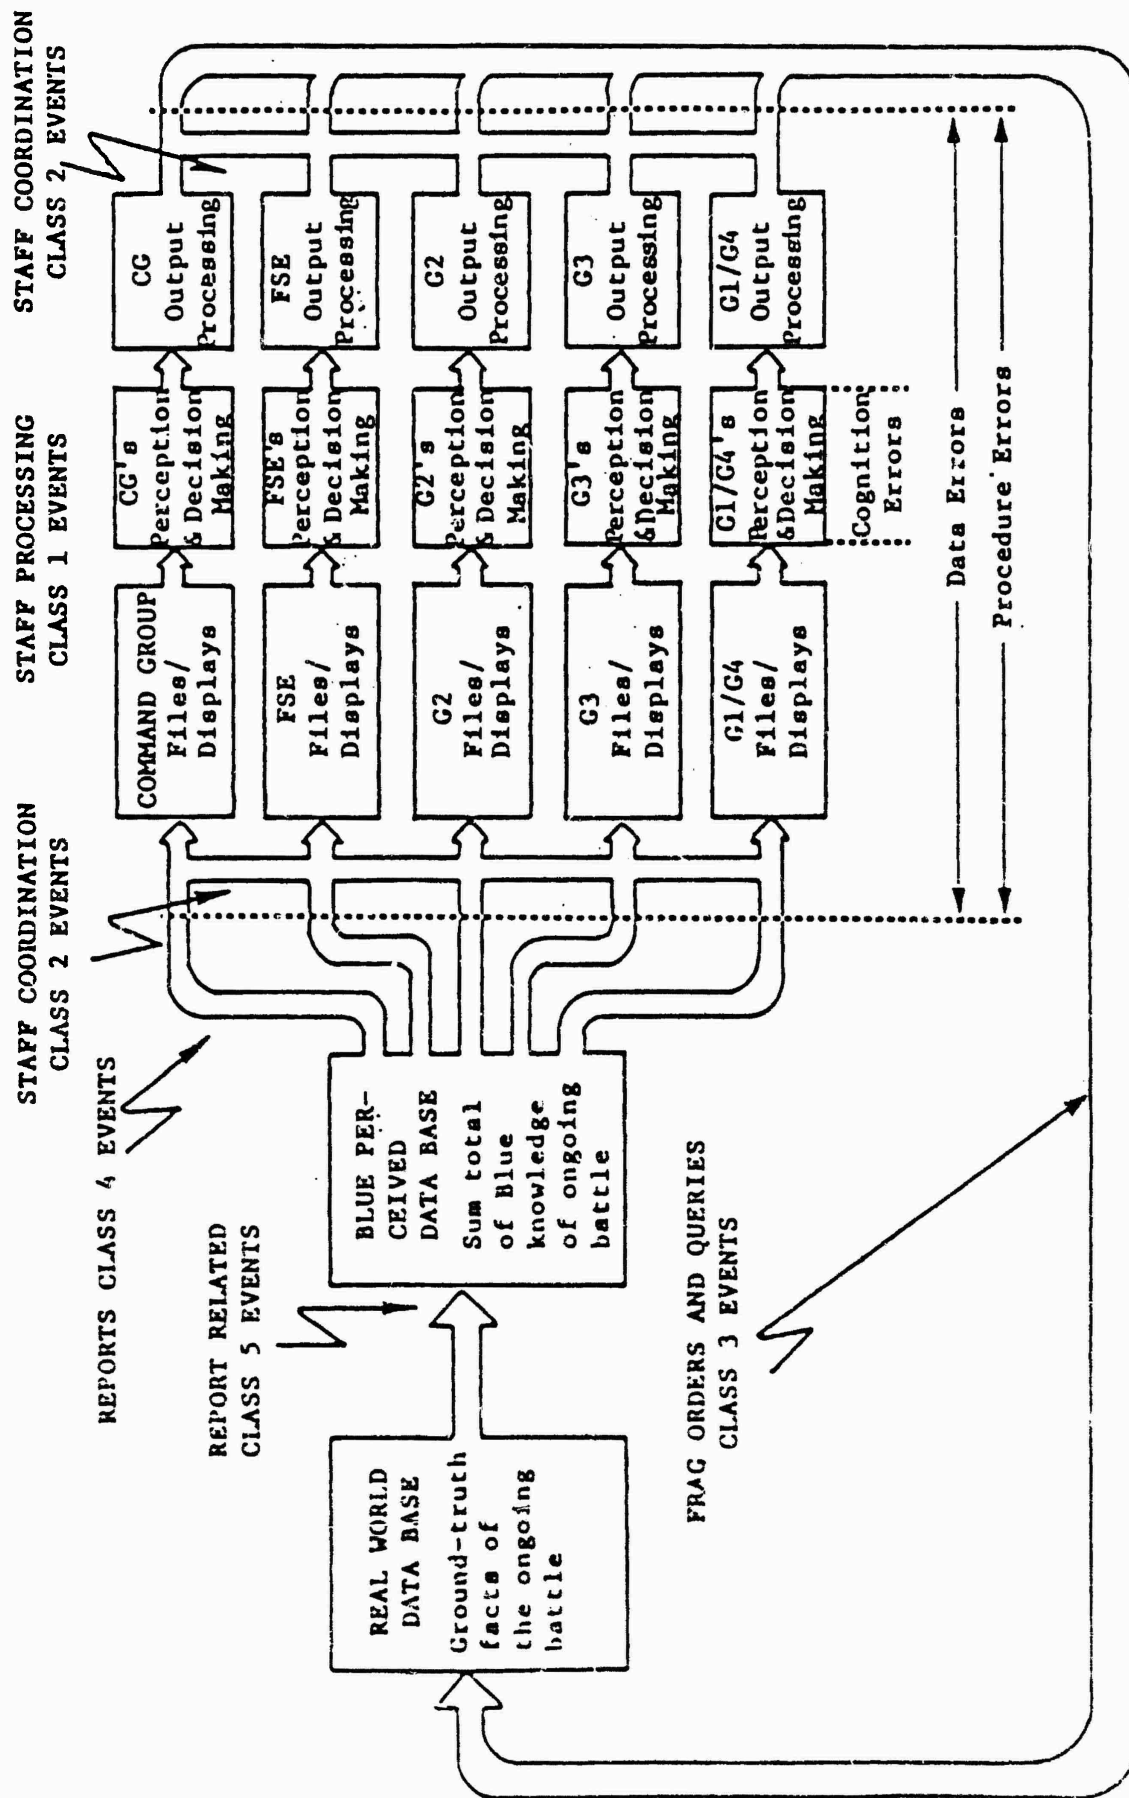 STAFF COORDINATION
CLASS 2 EVENTS
STAFF PROCESSING
CLASS 1 EVENTS
STAFF COORDINATION
CLASS 2 EVENTS
REPORTS CLASS 4 EVENTS
REPORT RELATED
CLASS 5 EVENTS
REAL WORLD
DATA BASE
Ground-truth
facts of
the ongoing
battle
BLUE PER-
CEIVED
DATA BASE
Sum total
of Blue
knowledge
of ongoing
battle
COMMAND GROUP
Files/
Displays
CG's
Perception
& Decision
Making
CG
Output
Processing
FSE
Files/
Displays
FSE's
Perception
& Decision
Making
FSE
Output
Processing
G2
Files/
Displays
G2's
Perception
& Decision
Making
G2
Output
Processing
G3
Files/
Displays
G3's
Perception
&Decision
Making
G3
Output
Processing
G1/G4
Files/
Displays
G1/G4's
Perception
&Decision
Making
G1/G4
Output
Processing
Cognition
Errors
Data Errors
Procedure Errors
FRAG ORDERS AND QUERIES
CLASS 3 EVENTS